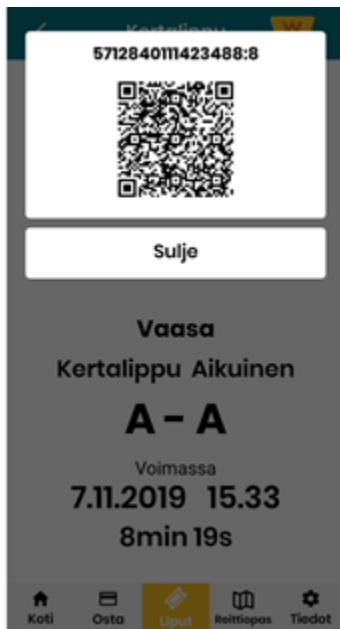 Kertalippu
W
5712840111423488:8
Sulje
Vaasa
Kertalippu Aikuinen
A - A
Voimassa
7.11.2019 15.33
8min 19s
Koti Osta Liput Reittiopas Tiedot